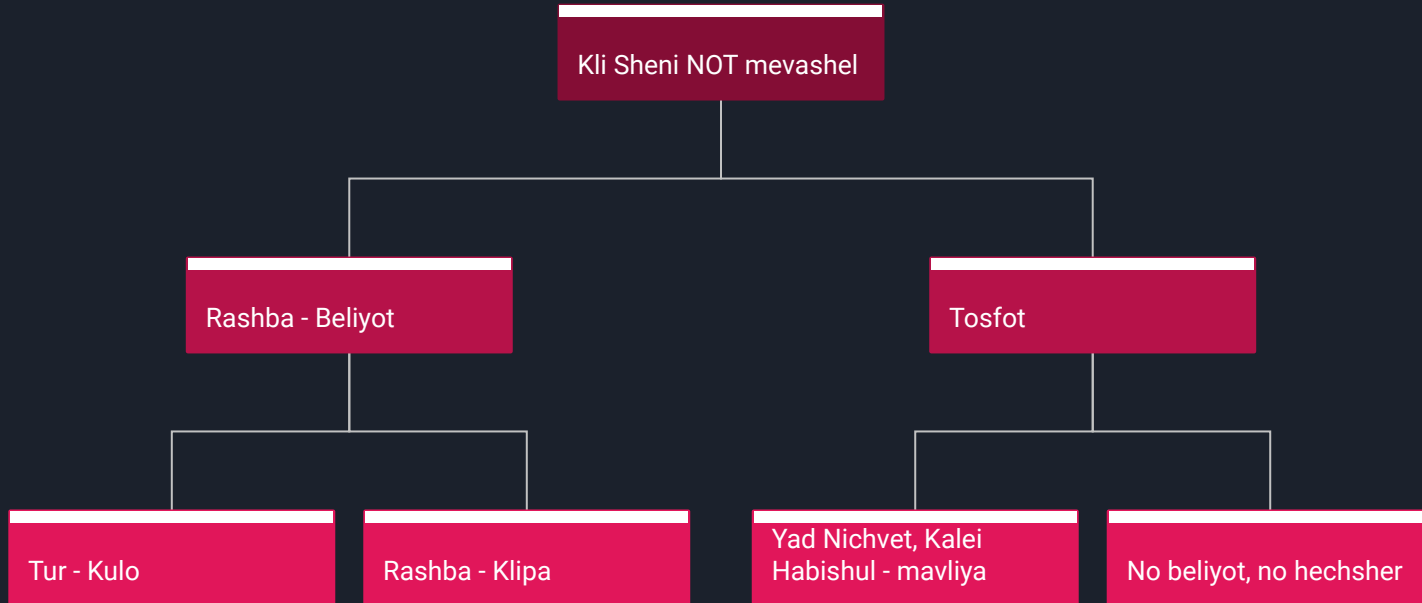 Kli Sheni NOT mevashel
Rashba - Beliyot
Tosfot
Tur - Kulo
Rashba - Klipa
Yad Nichvet, Kalei
Habishul - mavliya
No beliyot, no hechsher